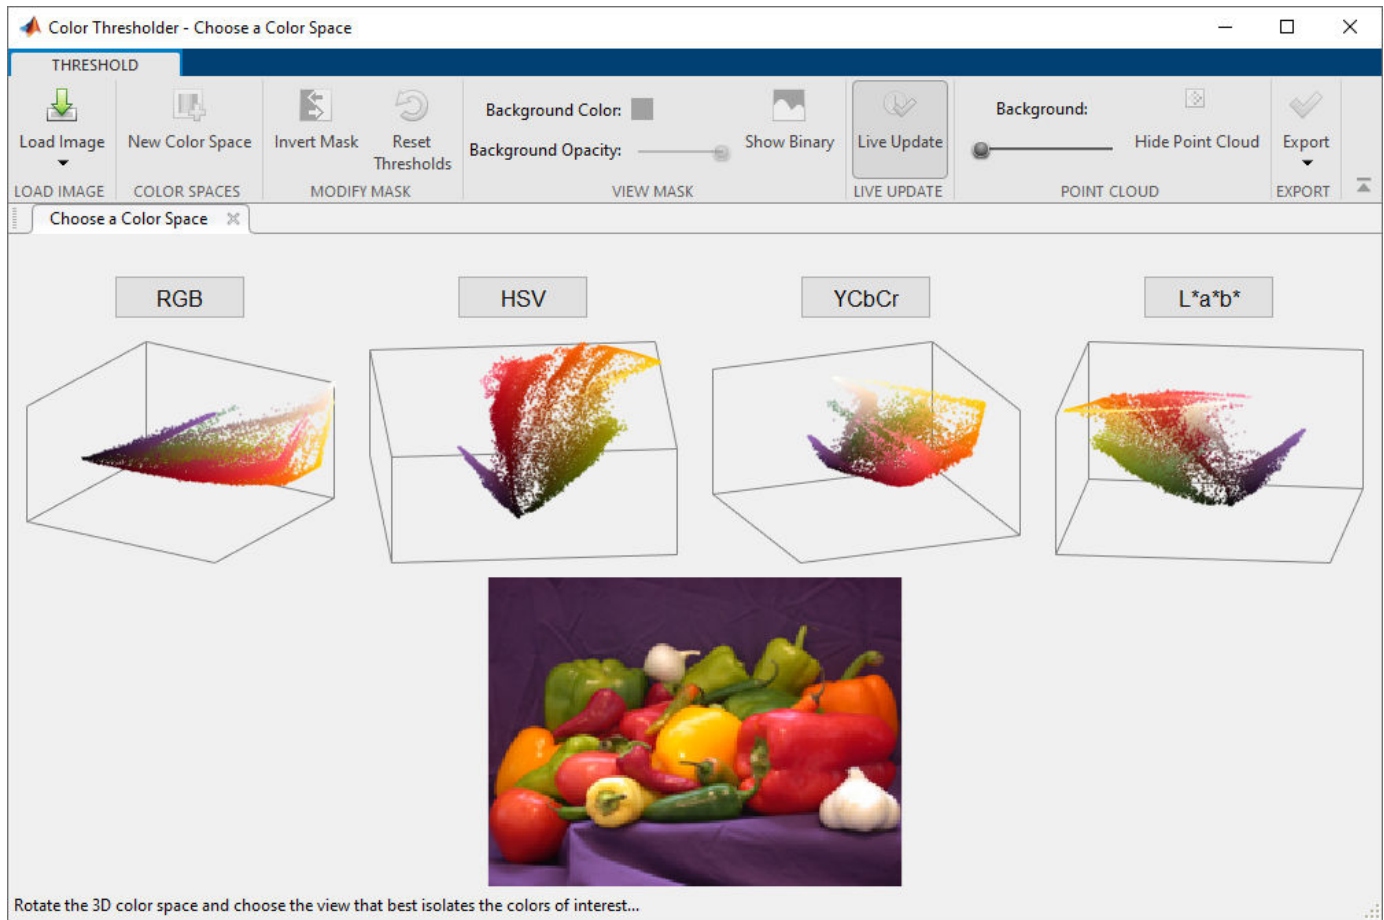 Color Thresholder - Choose a Color Space
THRESHOLD
Background Color:
Background:
Load Image
New Color Space
Invert Mask
Reset
Thresholds
Background Opacity:
Show Binary
Live Update
Hide Point Cloud
Export
LOAD IMAGE
COLOR SPACES
MODIFY MASK
VIEW MASK
LIVE UPDATE
POINT CLOUD
EXPORT
Choose a Color Space
RGB
HSV
YCbCr
L*a*b*
Rotate the 3D color space and choose the view that best isolates the colors of interest...